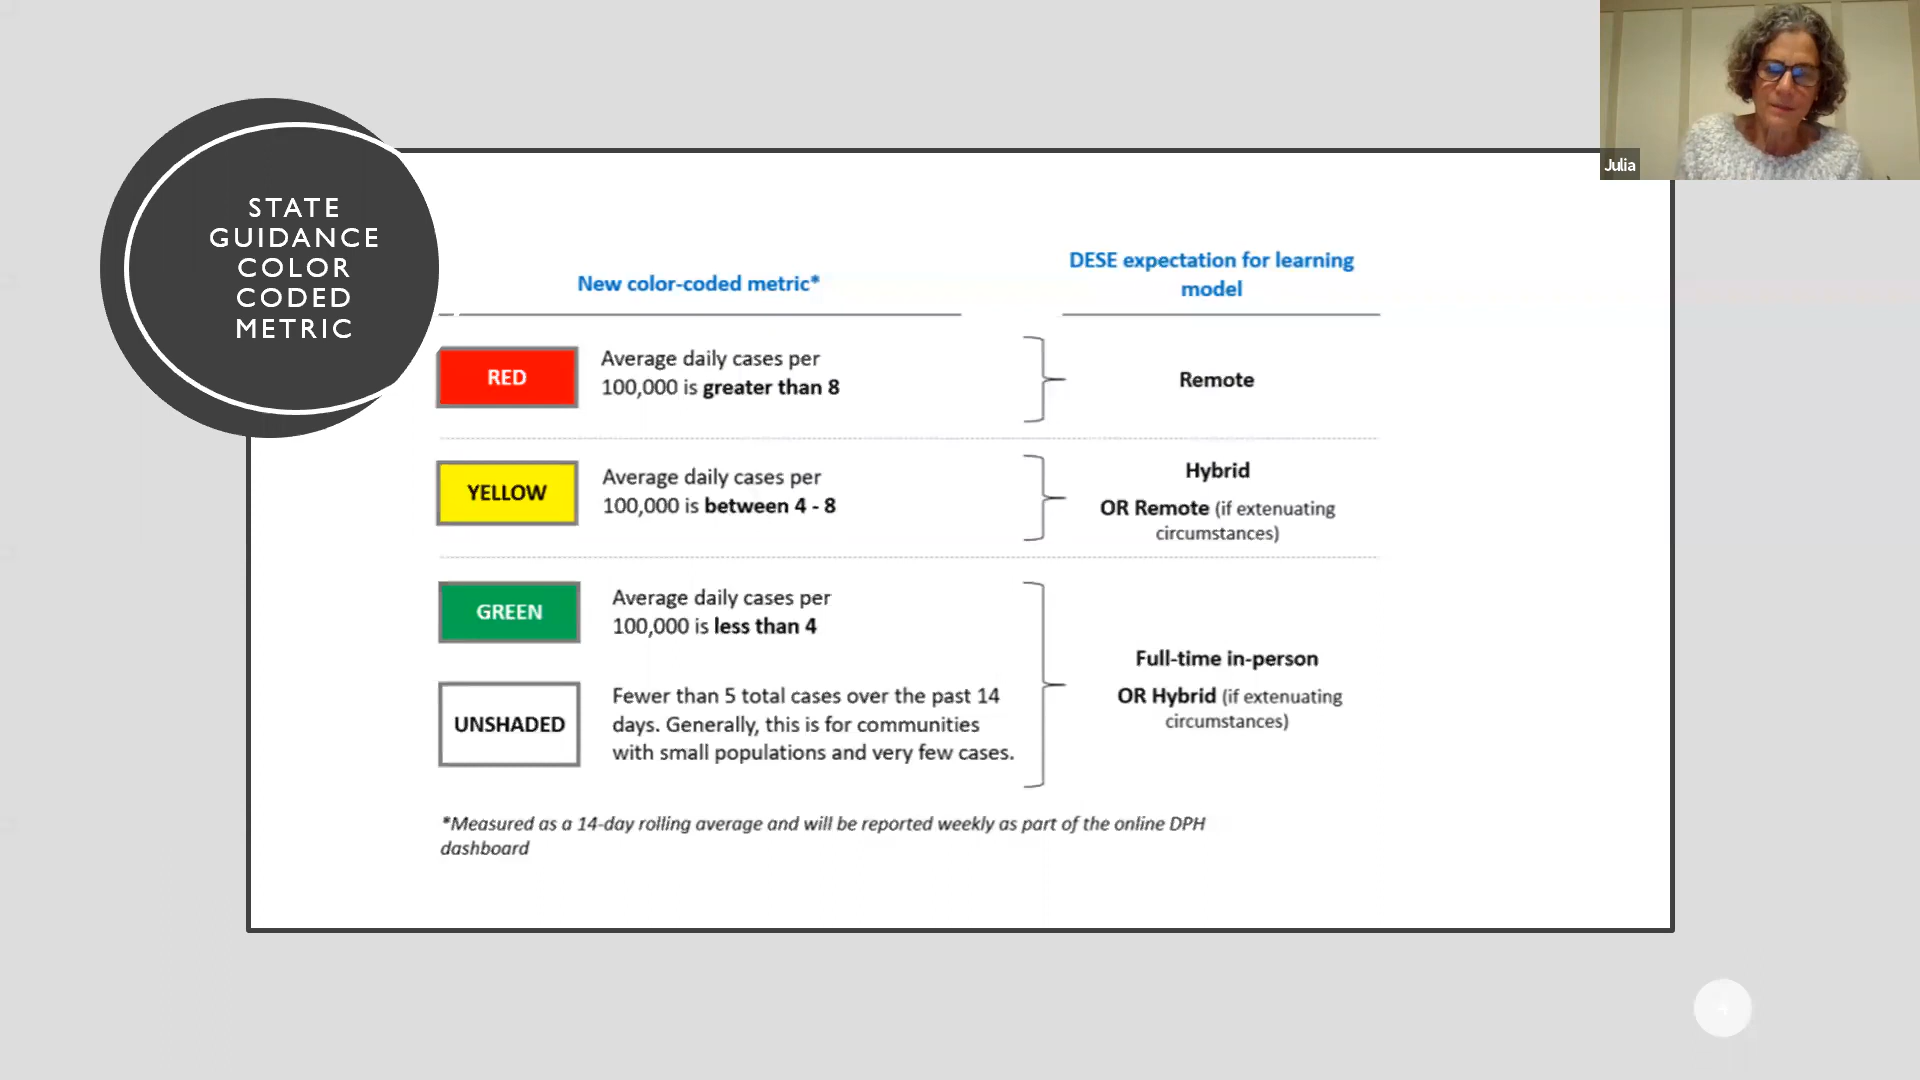 Julia
STATE
GUIDANCE
COLOR
CODED
METRIC
New color-coded metric*
DESE expectation for learning
model
RED
Average daily cases per
100,000 is greater than 8
Remote
YELLOW
Average daily cases per
100,000 is between 4 - 8
Hybrid
OR Remote (if extenuating
circumstances)
GREEN
Average daily cases per
100,000 is less than 4
UNSHADED
Fewer than 5 total cases over the past 14
days. Generally, this is for communities
with small populations and very few cases.
Full-time in-person
OR Hybrid (if extenuating
circumstances)
*Measured as a 14-day rolling average and will be reported weekly as part of the online DPH
dashboard